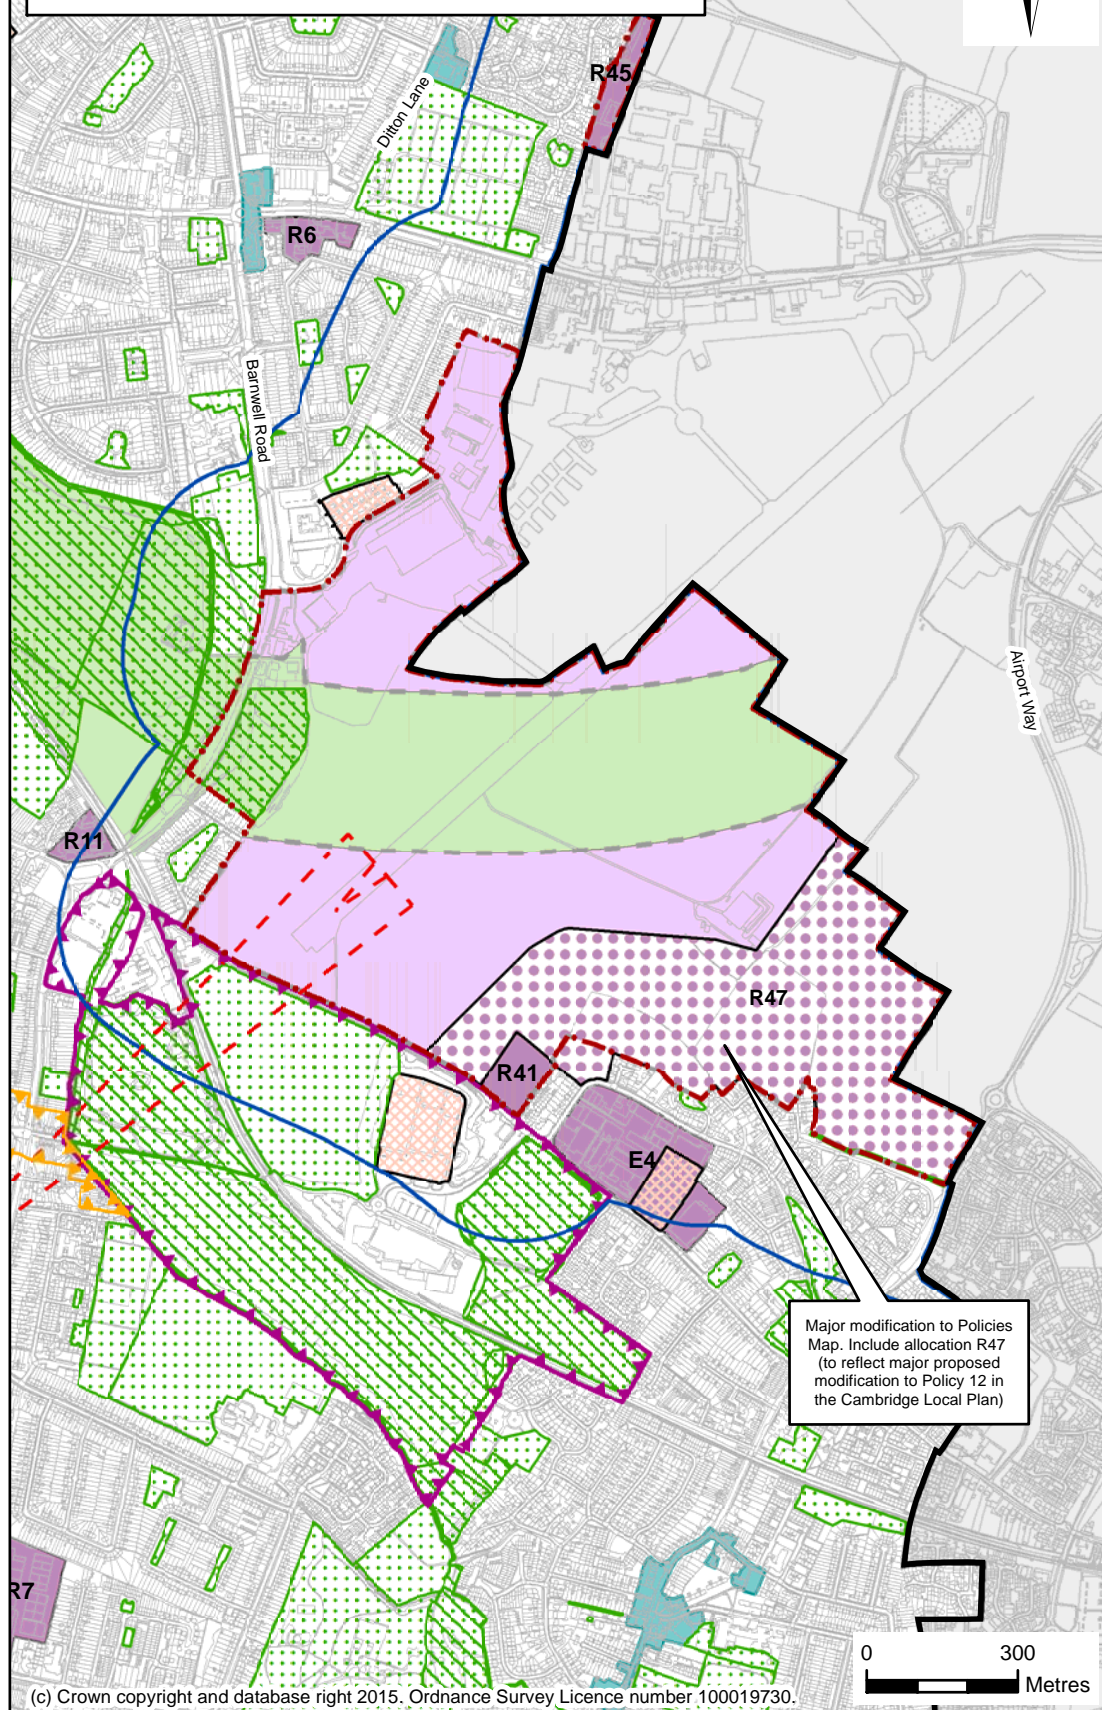 R45
Ditton Lane
R6
Barnwell Road
Airport Way
R11
R47
R41
E4
Major modification to Policies
Map. Include allocation R47
(to reflect major proposed
modification to Policy 12 in
the Cambridge Local Plan)
R7
0 300
Metres
(c) Crown copyright and database right 2015. Ordnance Survey Licence number 100019730.